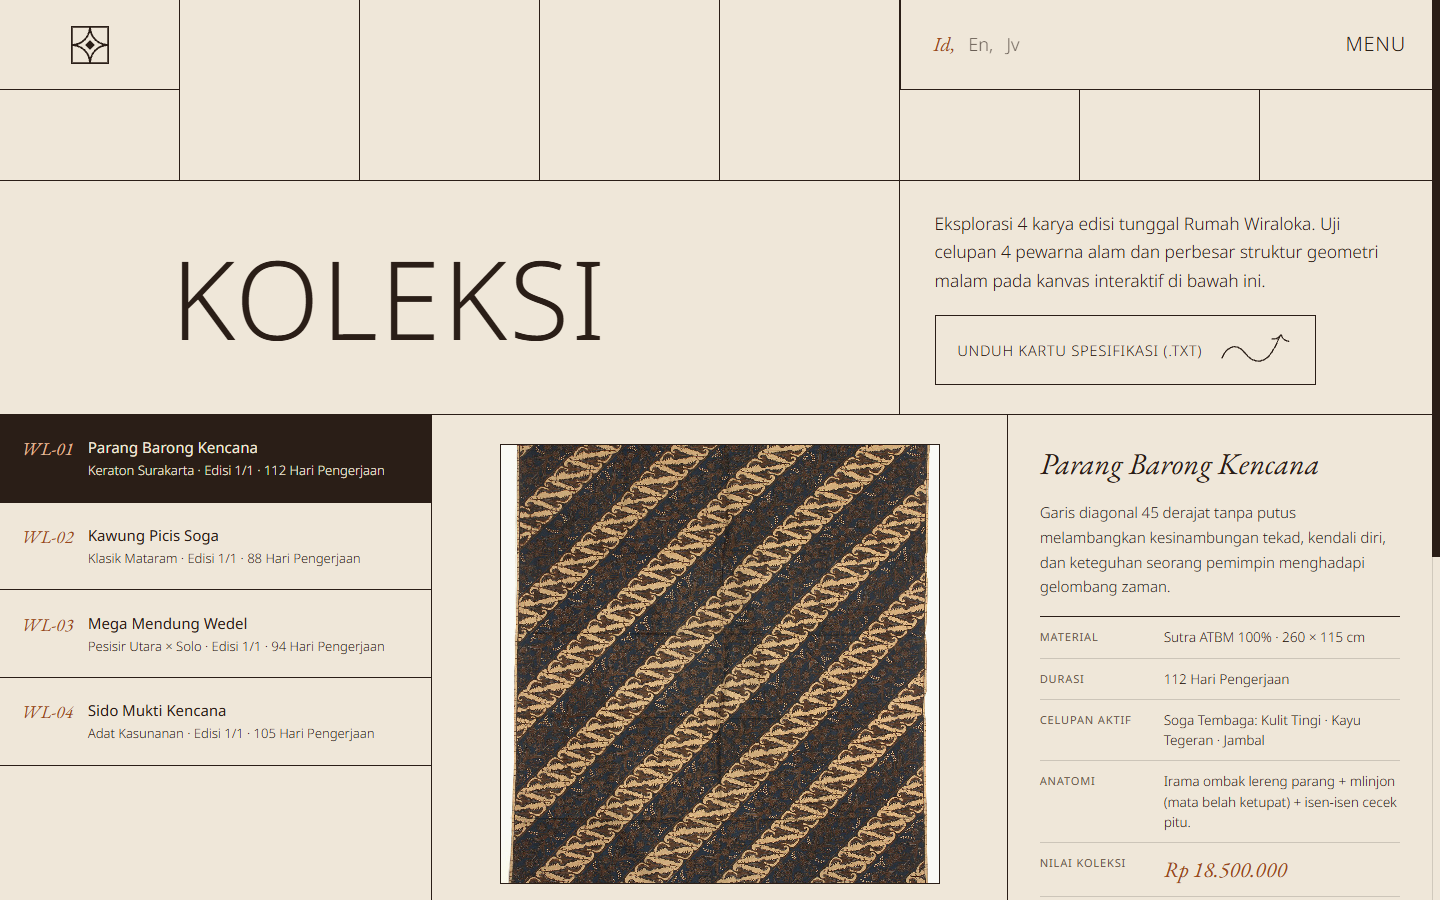 Id, En, Jv
MENU
KOLEKSI
Eksplorasi 4 karya edisi tunggal Rumah Wiraloka. Uji
celupan 4 pewarna alam dan perbesar struktur geometri
malam pada kanvas interaktif di bawah ini.
UNDUH KARTU SPESIFIKASI (.TXT)
WL-01 Parang Barong Kencana
Keraton Surakarta · Edisi 1/1 · 112 Hari Pengerjaan
WL-02 Kawung Picis Soga
Klasik Mataram · Edisi 1/1 · 88 Hari Pengerjaan
WL-03 Mega Mendung Wedel
Pesisir Utara × Solo · Edisi 1/1 · 94 Hari Pengerjaan
WL-04 Sido Mukti Kencana
Adat Kasunanan · Edisi 1/1 · 105 Hari Pengerjaan
Parang Barong Kencana
Garis diagonal 45 derajat tanpa putus
melambangkan kesinambungan tekad, kendali diri,
dan keteguhan seorang pemimpin menghadapi
gelombang zaman.
MATERIAL Sutra ATBM 100% · 260 × 115 cm
DURASI 112 Hari Pengerjaan
CELUPAN AKTIF Soga Tembaga: Kulit Tingi · Kayu
Tegeran · Jambal
ANATOMI Irama ombak lereng parang + mlinjon
(mata belah ketupat) + isen-isen cecek
pitu.
NILAI KOLEKSI Rp 18.500.000